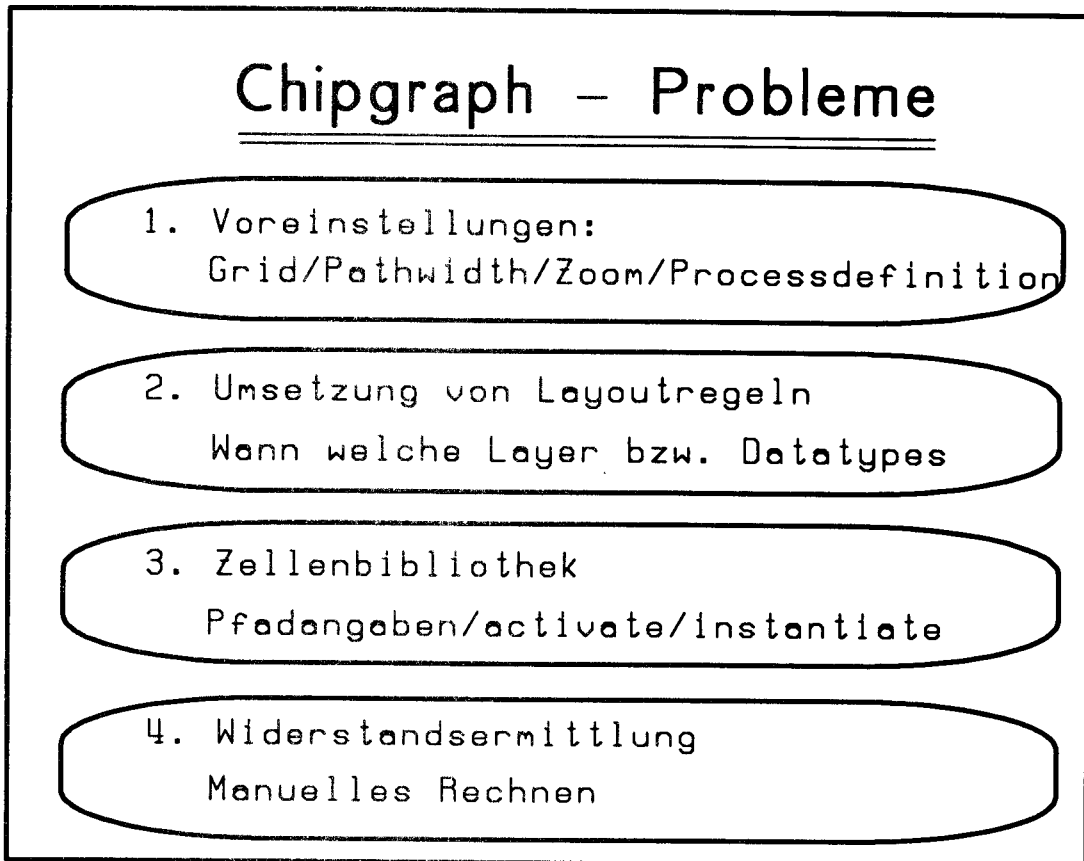 Chipgraph – Probleme
1. Voreinstellungen:
Grid/Pathwidth/Zoom/Processdefinition
2. Umsetzung von Layoutregeln
Wann welche Layer bzw. Datatypes
3. Zellenbibliothek
Pfadangaben/activate/instantiate
4. Widerstandsermittlung
Manuelles Rechnen